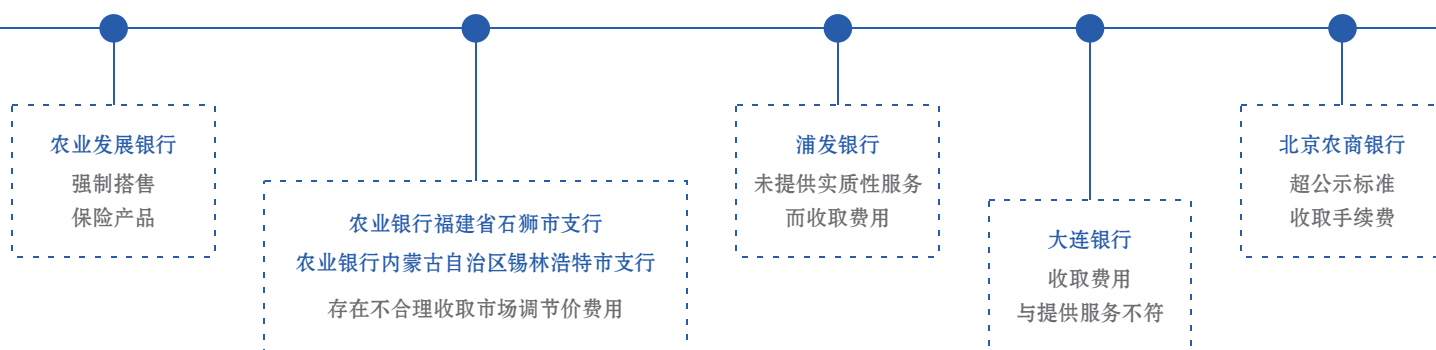 农业发展银行
强制搭售
保险产品
农业银行福建省石狮市支行
农业银行内蒙古自治区锡林浩特市支行
存在不合理收取市场调节价费用
浦发银行
未提供实质性服务
而收取费用
大连银行
收取费用
与提供服务不符
北京农商银行
超公示标准
收取手续费